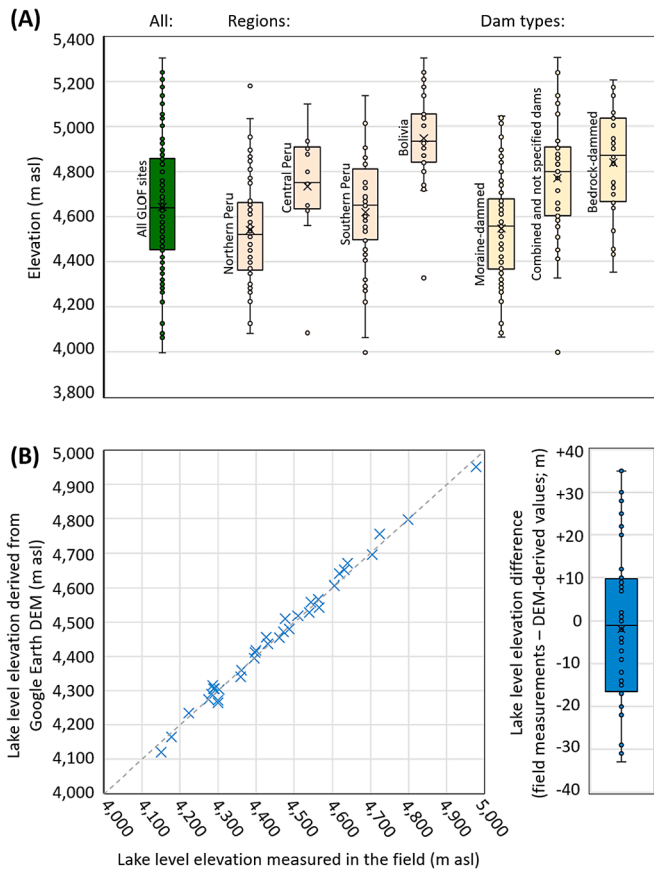 (A)
All:
Regions:
Dam types:
Elevation (m asl)
5,400
5,200
5,000
4,800
4,600
4,400
4,200
4,000
3,800
All GLOF sites
Northern Peru
Central Peru
Southern Peru
Bolivia
Moraine-dammed
Combined and not specified dams
Bedrock-dammed
(B)
Lake level elevation derived from
Google Earth DEM (m asl)
5,000
4,900
4,800
4,700
4,600
4,500
4,400
4,300
4,200
4,100
4,000
4,000
4,100
4,200
4,300
4,400
4,500
4,600
4,700
4,800
4,900
5,000
Lake level elevation measured in the field (m asl)
Lake level elevation difference
(field measurements – DEM-derived values; m)
+40
+30
+20
+10
0
-10
-20
-30
-40